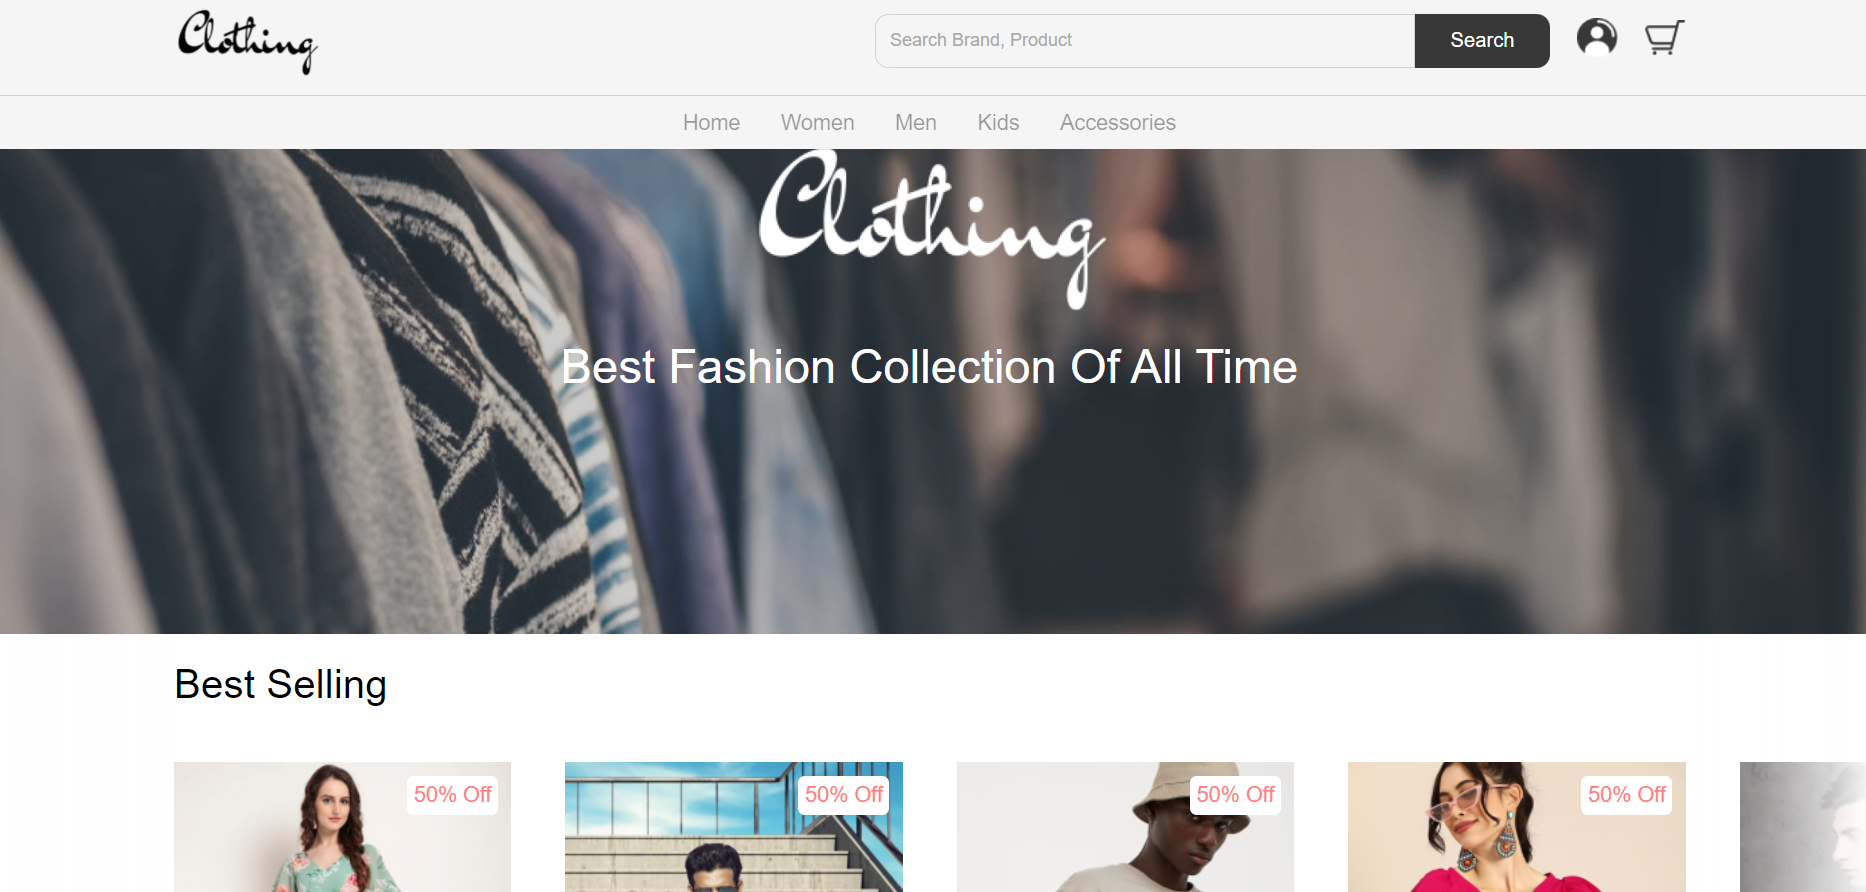 Clothing
Search Brand, Product
Search
Home Women Men Kids Accessories
Clothing
Best Fashion Collection Of All Time
Best Selling
50% Off 50% Off 50% Off 50% Off